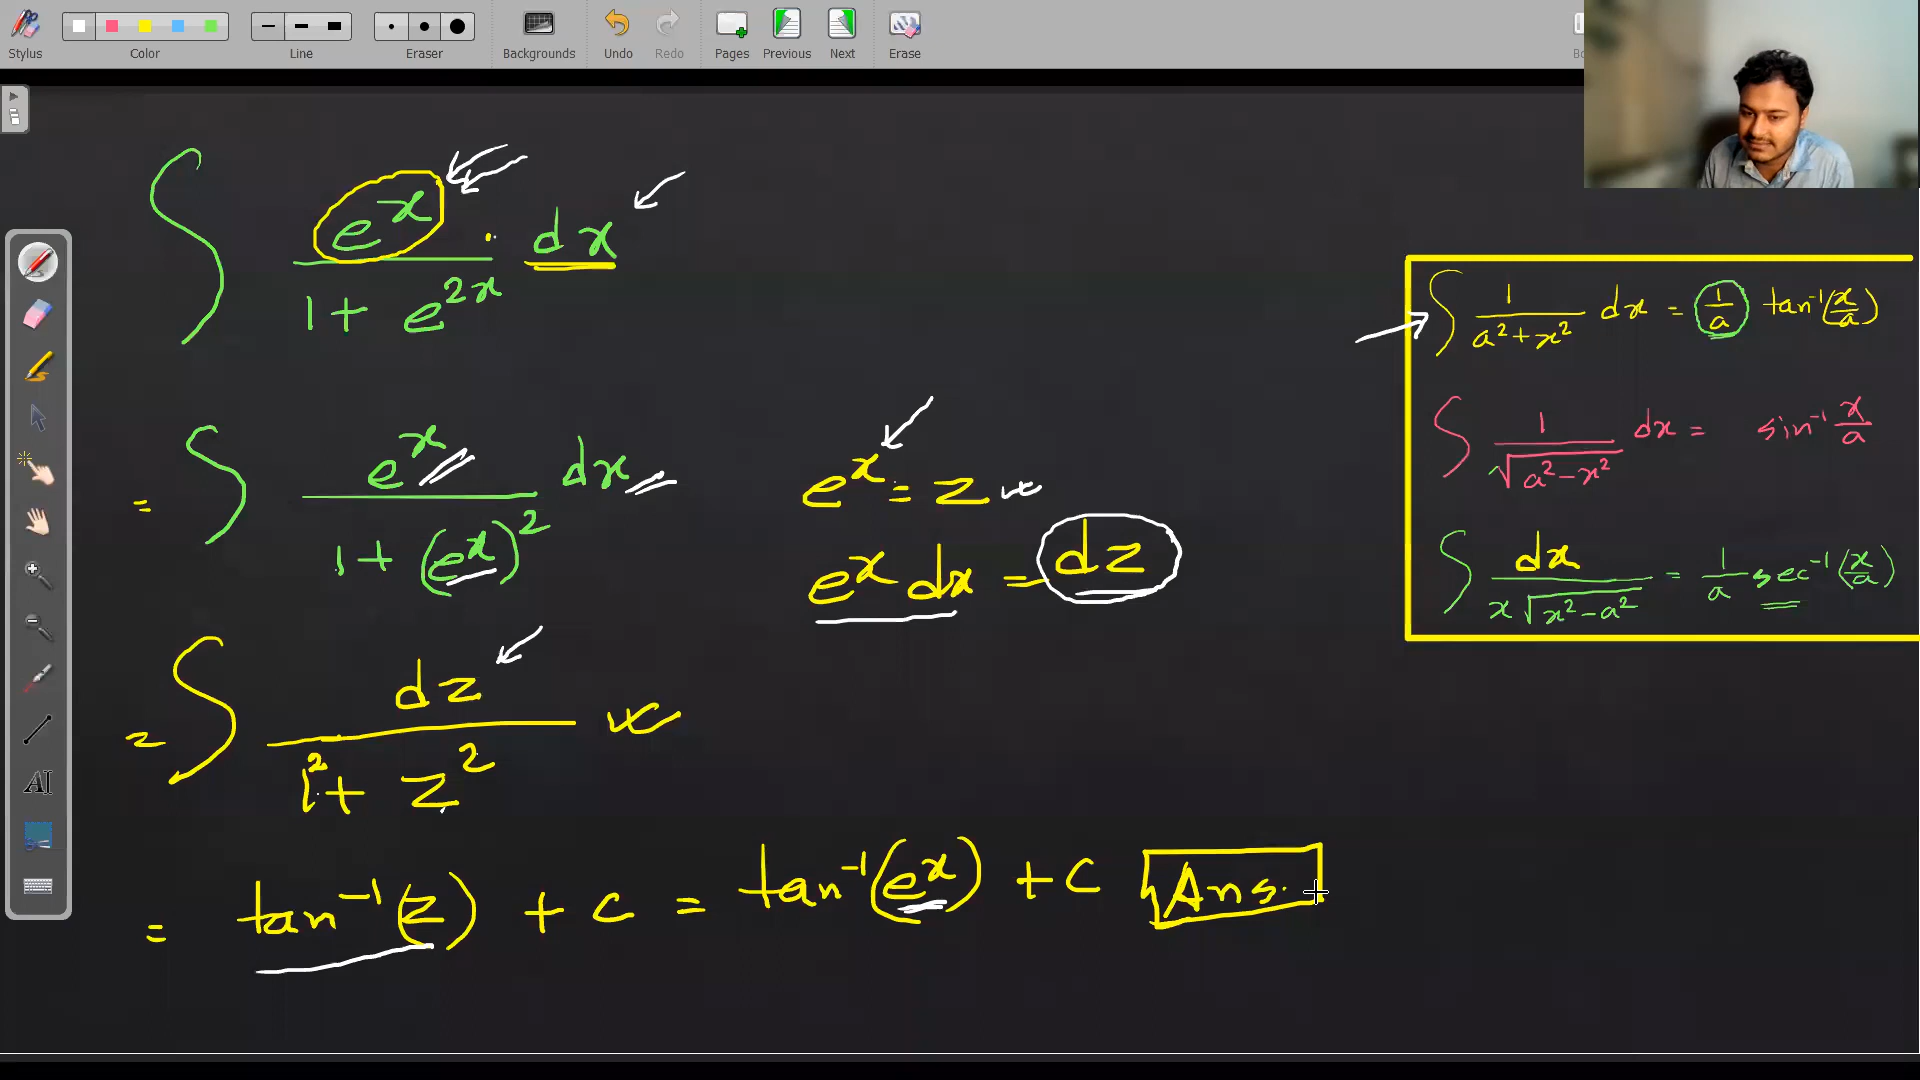 Stylus Color Line Eraser Backgrounds Undo Redo Pages Previous Next Erase
∫ e^x / (1 + e^{2x}) · dx
= ∫ e^x / (1 + (e^x)^2) dx
e^x = z
e^x dx = dz
= ∫ dz / (1^2 + z^2)
= tan^{-1}(z) + c = tan^{-1}(e^x) + c Ans.
∫ 1 / (a^2 + x^2) dx = 1/a tan^{-1}(x/a)
∫ 1 / √(a^2 − x^2) dx = sin^{-1} x/a
∫ dx / (x √(x^2 − a^2)) = 1/a sec^{-1}(x/a)
AI